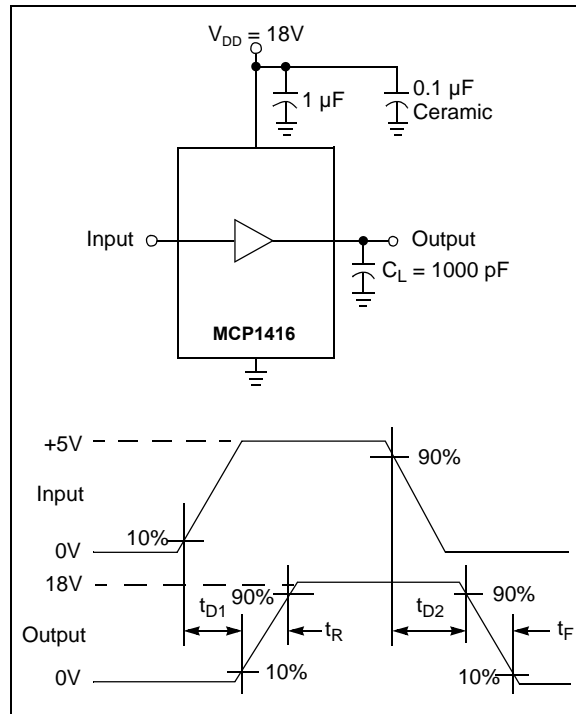 V_DD = 18V
1 µF
0.1 µF
Ceramic
Input
Output
C_L = 1000 pF
MCP1416
+5V
90%
Input
10%
0V
18V
t_D1
90%
t_R
t_D2
90%
t_F
Output
10%
10%
0V